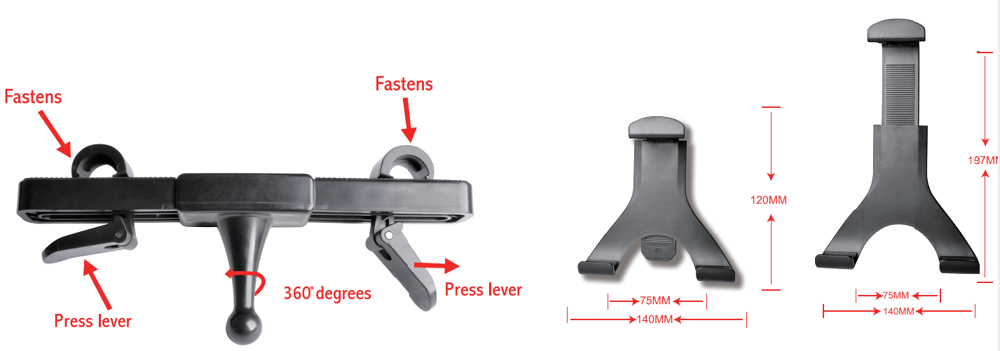 Fastens
Fastens
360° degrees
Press lever
Press lever
120MM
75MM
140MM
197MM
75MM
140MM